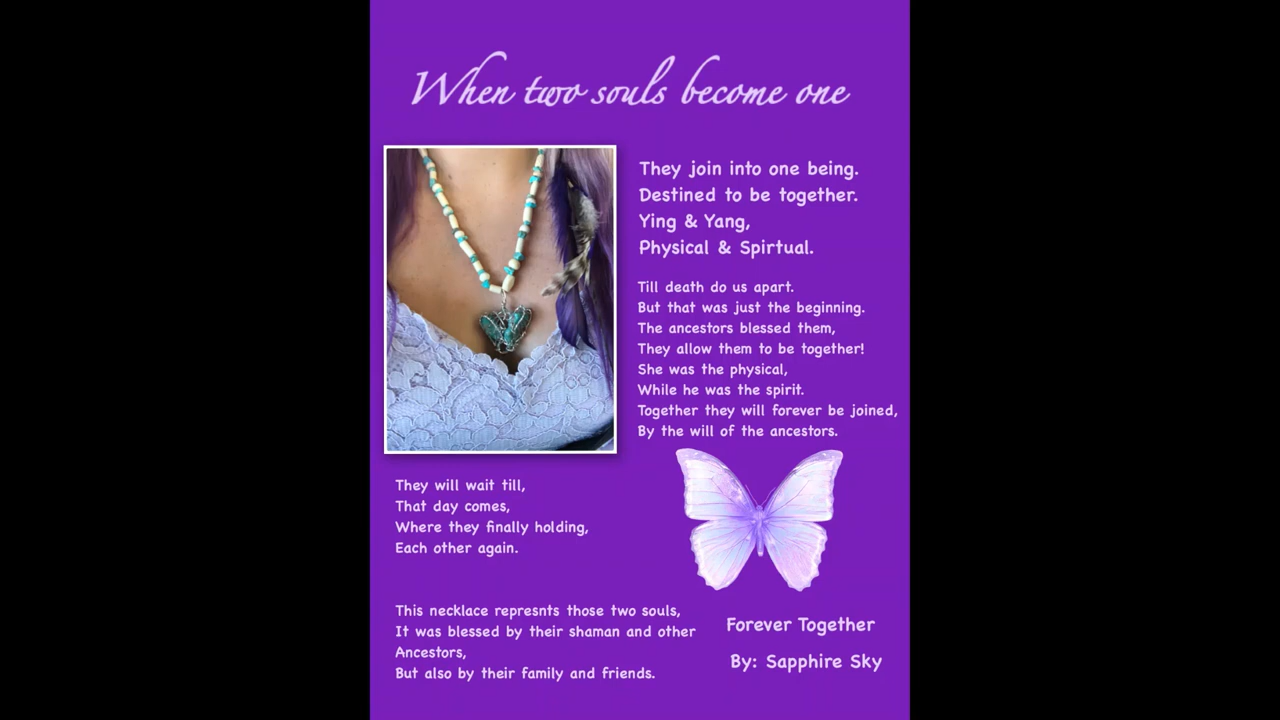 When two souls become one
They join into one being.
Destined to be together.
Ying & Yang,
Physical & Spirtual.
Till death do us apart.
But that was just the beginning.
The ancestors blessed them,
They allow them to be together!
She was the physical,
While he was the spirit.
Together they will forever be joined,
By the will of the ancestors.
They will wait till,
That day comes,
Where they finally holding,
Each other again.
This necklace represnts those two souls,
It was blessed by their shaman and other
Ancestors,
But also by their family and friends.
Forever Together
By: Sapphire Sky